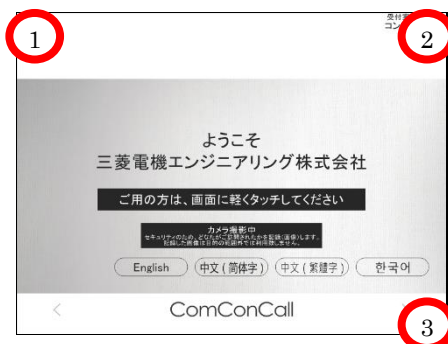 1
2
ようこそ
三菱電機エンジニアリング株式会社
ご用の方は、画面に軽くタッチしてください
カメラ撮影中
English
中文(简体字)
中文(繁體字)
한국어
ComConCall
3